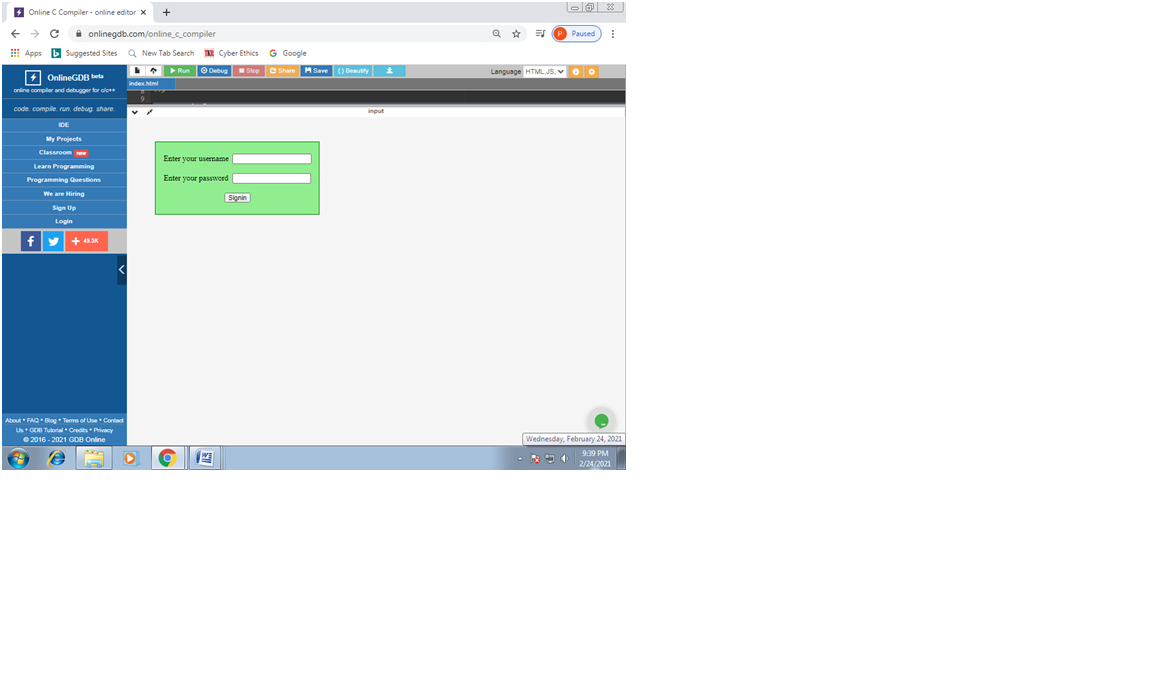 Online C Compiler - online editor
onlinegdb.com/online_c_compiler
P Paused
Apps Suggested Sites New Tab Search Cyber Ethics Google
OnlineGDB beta
online compiler and debugger for c/c++
code. compile. run. debug. share.
IDE
My Projects
Classroom new
Learn Programming
Programming Questions
We are Hiring
Sign Up
Login
49.3K
About • FAQ • Blog • Terms of Use • Contact
Us • GDB Tutorial • Credits • Privacy
© 2016 - 2021 GDB Online
Run Debug Stop Share Save { } Beautify
Language HTML,JS,
index.html
8
9
input
Enter your username
Enter your password
Signin
Wednesday, February 24, 2021
9:39 PM
2/24/2021